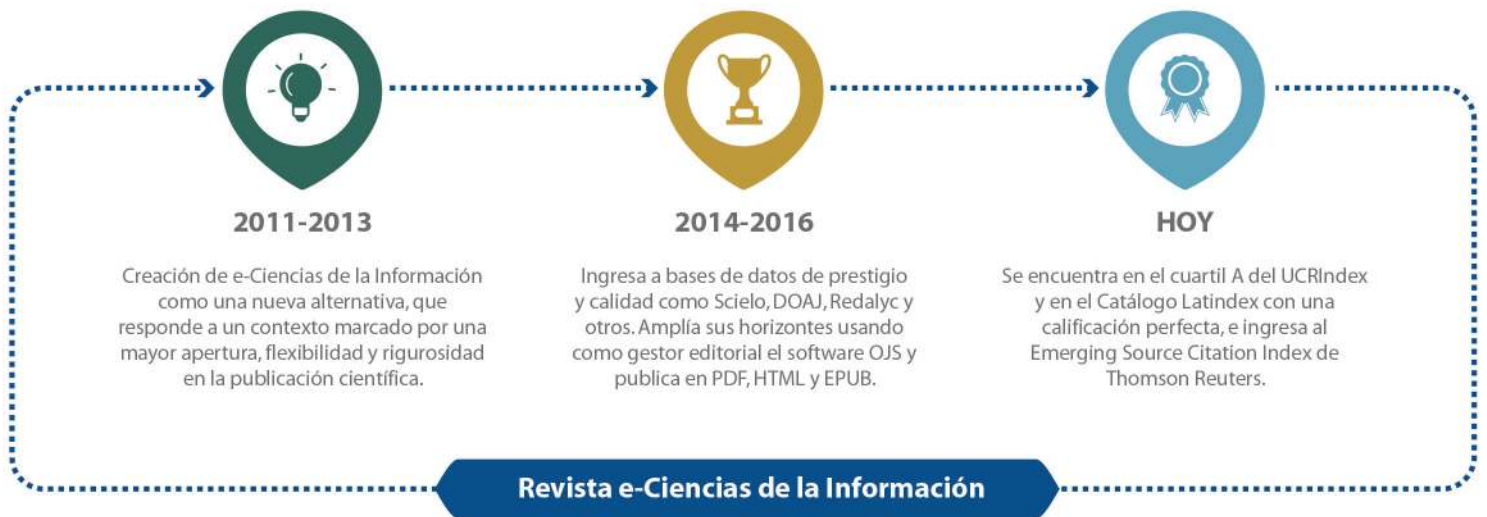 2011-2013
Creación de e-Ciencias de la Información
como una nueva alternativa, que
responde a un contexto marcado por una
mayor apertura, flexibilidad y rigurosidad
en la publicación científica.
2014-2016
Ingresa a bases de datos de prestigio
y calidad como Scielo, DOAJ, Redalyc y
otros. Amplía sus horizontes usando
como gestor editorial el software OJS y
publica en PDF, HTML y EPUB.
HOY
Se encuentra en el cuartil A del UCRIndex
y en el Catálogo Latindex con una
calificación perfecta, e ingresa al
Emerging Source Citation Index de
Thomson Reuters.
Revista e-Ciencias de la Información